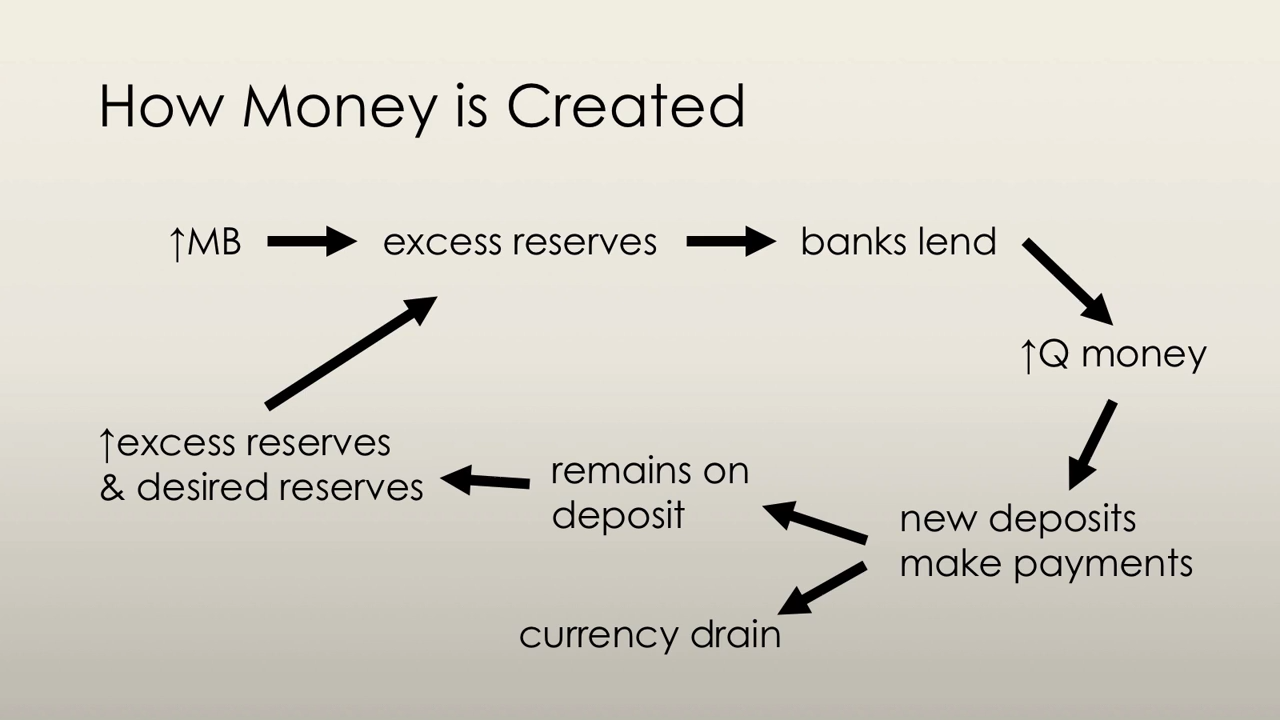 How Money is Created
↑MB
excess reserves
banks lend
↑Q money
new deposits
make payments
remains on
deposit
currency drain
↑excess reserves
& desired reserves